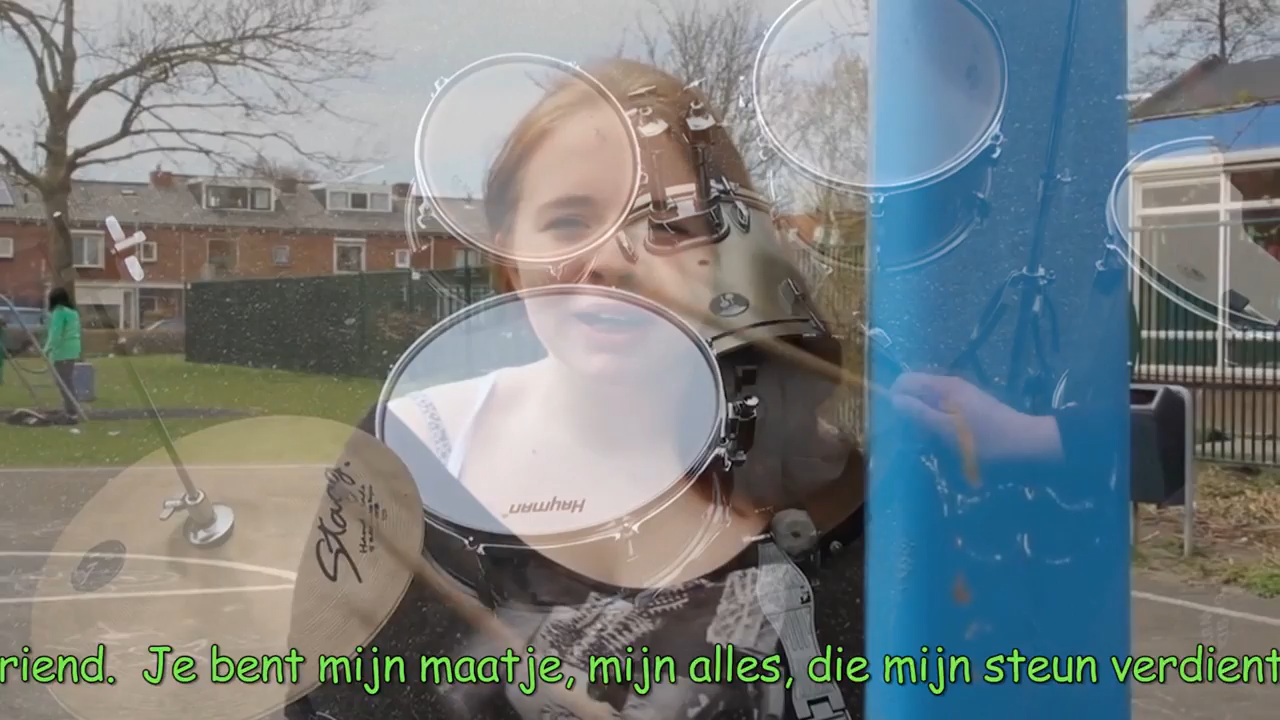 Stagg.
HAYMAN
riend. Je bent mijn maatje, mijn alles, die mijn steun verdient